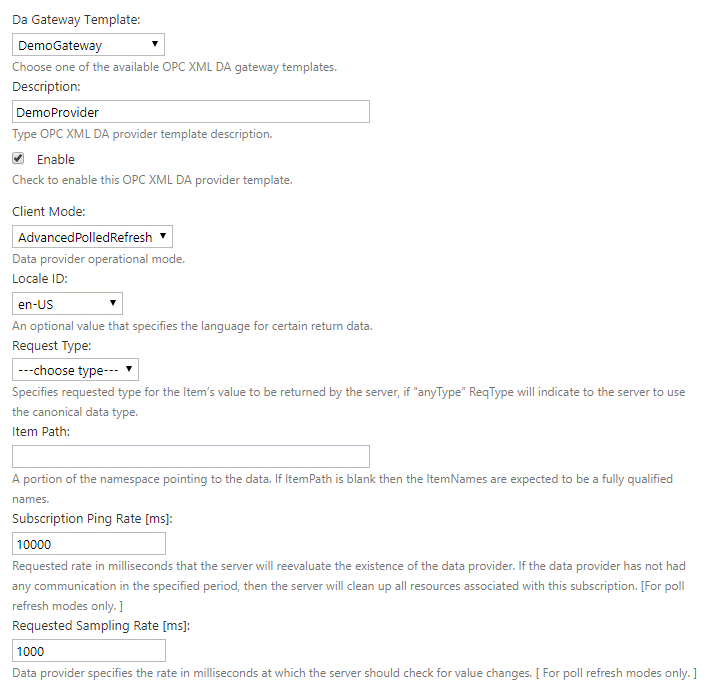 Da Gateway Template:
DemoGateway
Choose one of the available OPC XML DA gateway templates.
Description:
DemoProvider
Type OPC XML DA provider template description.
Enable
Check to enable this OPC XML DA provider template.
Client Mode:
AdvancedPolledRefresh
Data provider operational mode.
Locale ID:
en-US
An optional value that specifies the language for certain return data.
Request Type:
---choose type---
Specifies requested type for the Item's value to be returned by the server, if “anyType” ReqType will indicate to the server to use
the canonical data type.
Item Path:
A portion of the namespace pointing to the data. If ItemPath is blank then the ItemNames are expected to be a fully qualified
names.
Subscription Ping Rate [ms]:
10000
Requested rate in milliseconds that the server will reevaluate the existence of the data provider. If the data provider has not had
any communication in the specified period, then the server will clean up all resources associated with this subscription. [For poll
refresh modes only. ]
Requested Sampling Rate [ms]:
1000
Data provider specifies the rate in milliseconds at which the server should check for value changes. [ For poll refresh modes only. ]